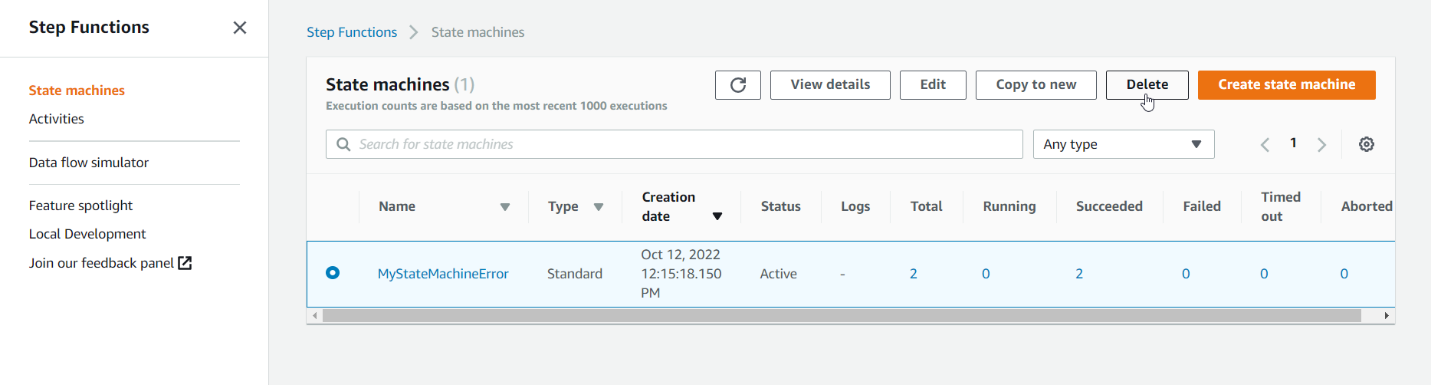 Step Functions
State machines
Activities
Data flow simulator
Feature spotlight
Local Development
Join our feedback panel
Step Functions > State machines
State machines (1)
Execution counts are based on the most recent 1000 executions
View details Edit Copy to new Delete Create state machine
Search for state machines Any type 1
Name Type Creation date Status Logs Total Running Succeeded Failed Timed out Aborted
MyStateMachineError Standard Oct 12, 2022 12:15:18.150 PM Active - 2 0 2 0 0 0